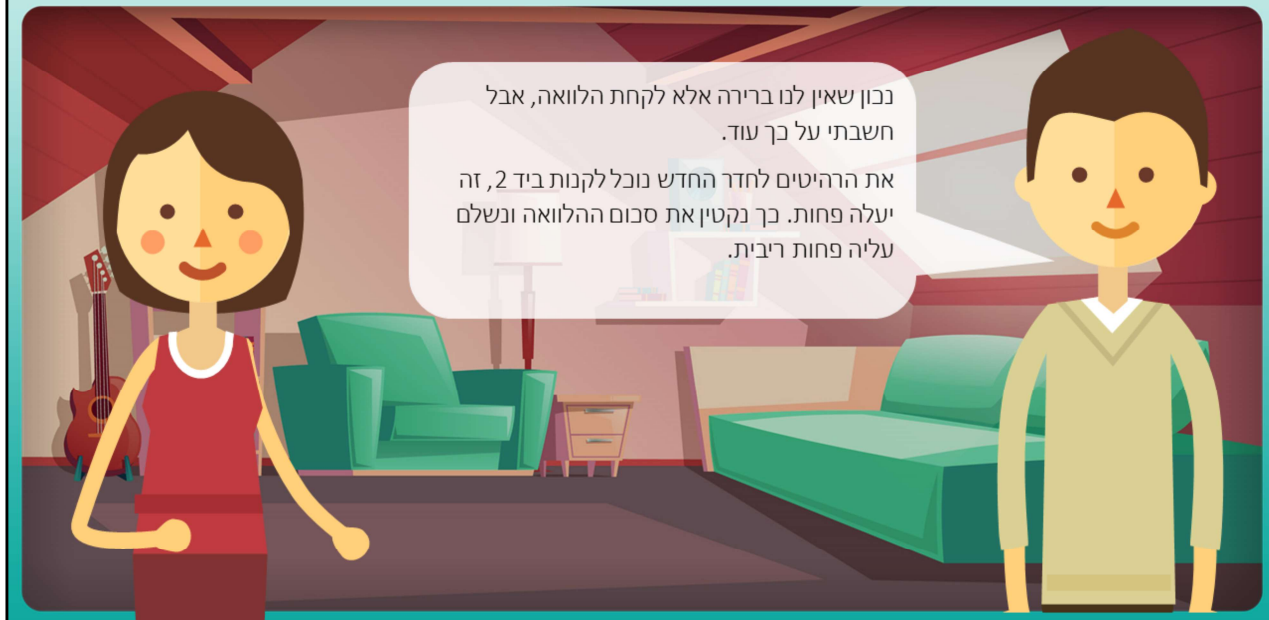 נכון שאין לנו ברירה אלא לקחת הלוואה, אבל
חשבתי על כך עוד.
את הרהיטים לחדר החדש נוכל לקנות ביד 2, זה
יעלה פחות. כך נקטין את סכום ההלוואה ונשלם
עליה פחות ריבית.